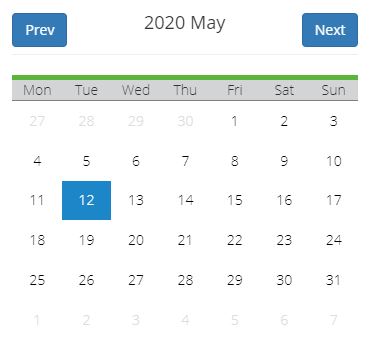 Prev 2020 May Next
Mon Tue Wed Thu Fri Sat Sun
27 28 29 30 1 2 3
4 5 6 7 8 9 10
11 12 13 14 15 16 17
18 19 20 21 22 23 24
25 26 27 28 29 30 31
1 2 3 4 5 6 7